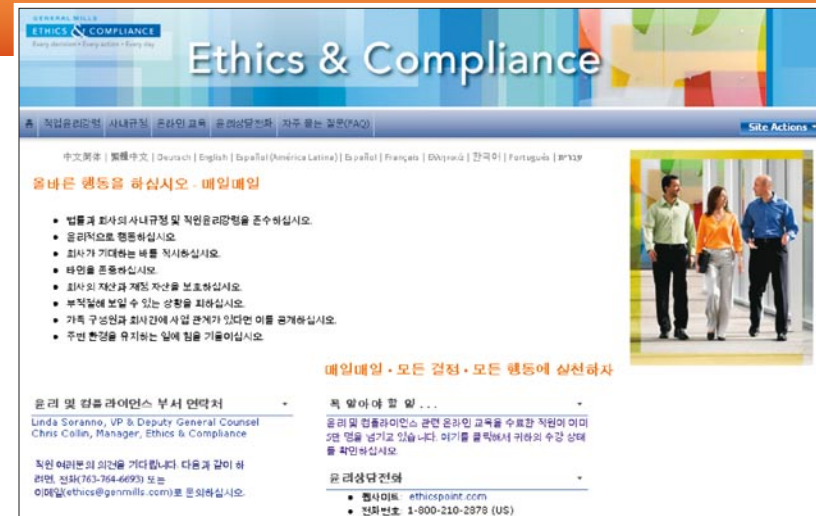 GENERAL MILLS
ETHICS & COMPLIANCE
Every decision • Every action • Every day
Ethics & Compliance
홈 직업윤리강령 사내규정 온라인 교육 윤리상담전화 자주 묻는 질문(FAQ)
Site Actions
中文简体 | 繁體中文 | Deutsch | English | Español (América Latina) | Español | Français | Ελληνικά | 한국어 | Português | עברית
올바른 행동을 하십시오 - 매일매일
• 법률과 회사의 사내규정 및 직원윤리강령을 준수하십시오.
• 윤리적으로 행동하십시오.
• 회사가 기대하는 바를 적시하십시오.
• 타인을 존중하십시오.
• 회사의 재산과 재정 자산을 보호하십시오.
• 부적절해 보일 수 있는 상황을 피하십시오.
• 가족 구성원과 회사간에 사업 관계가 있다면 이를 공개하십시오.
• 주변 환경을 유지하는 일에 힘을 기울이십시오.
매일매일 • 모든 결정 • 모든 행동에 실천하자
윤리 및 컴플라이언스 부서 연락처
Linda Soranno, VP & Deputy General Counsel
Chris Collin, Manager, Ethics & Compliance
직원 여러분의 의견을 기다립니다. 다음과 같이 하
려면, 전화(763-764-6693) 또는
이메일(ethics@genmills.com)로 문의하십시오.
꼭 알아야 할 일 . . .
윤리 및 컴플라이언스 관련 온라인 교육을 수료한 직원이 이미
5만 명을 넘기고 있습니다. 여기를 클릭해서 귀하의 수강 상태
를 확인하십시오.
윤리상담전화
• 웹사이트: ethicspoint.com
• 전화번호: 1-800-210-2878 (US)